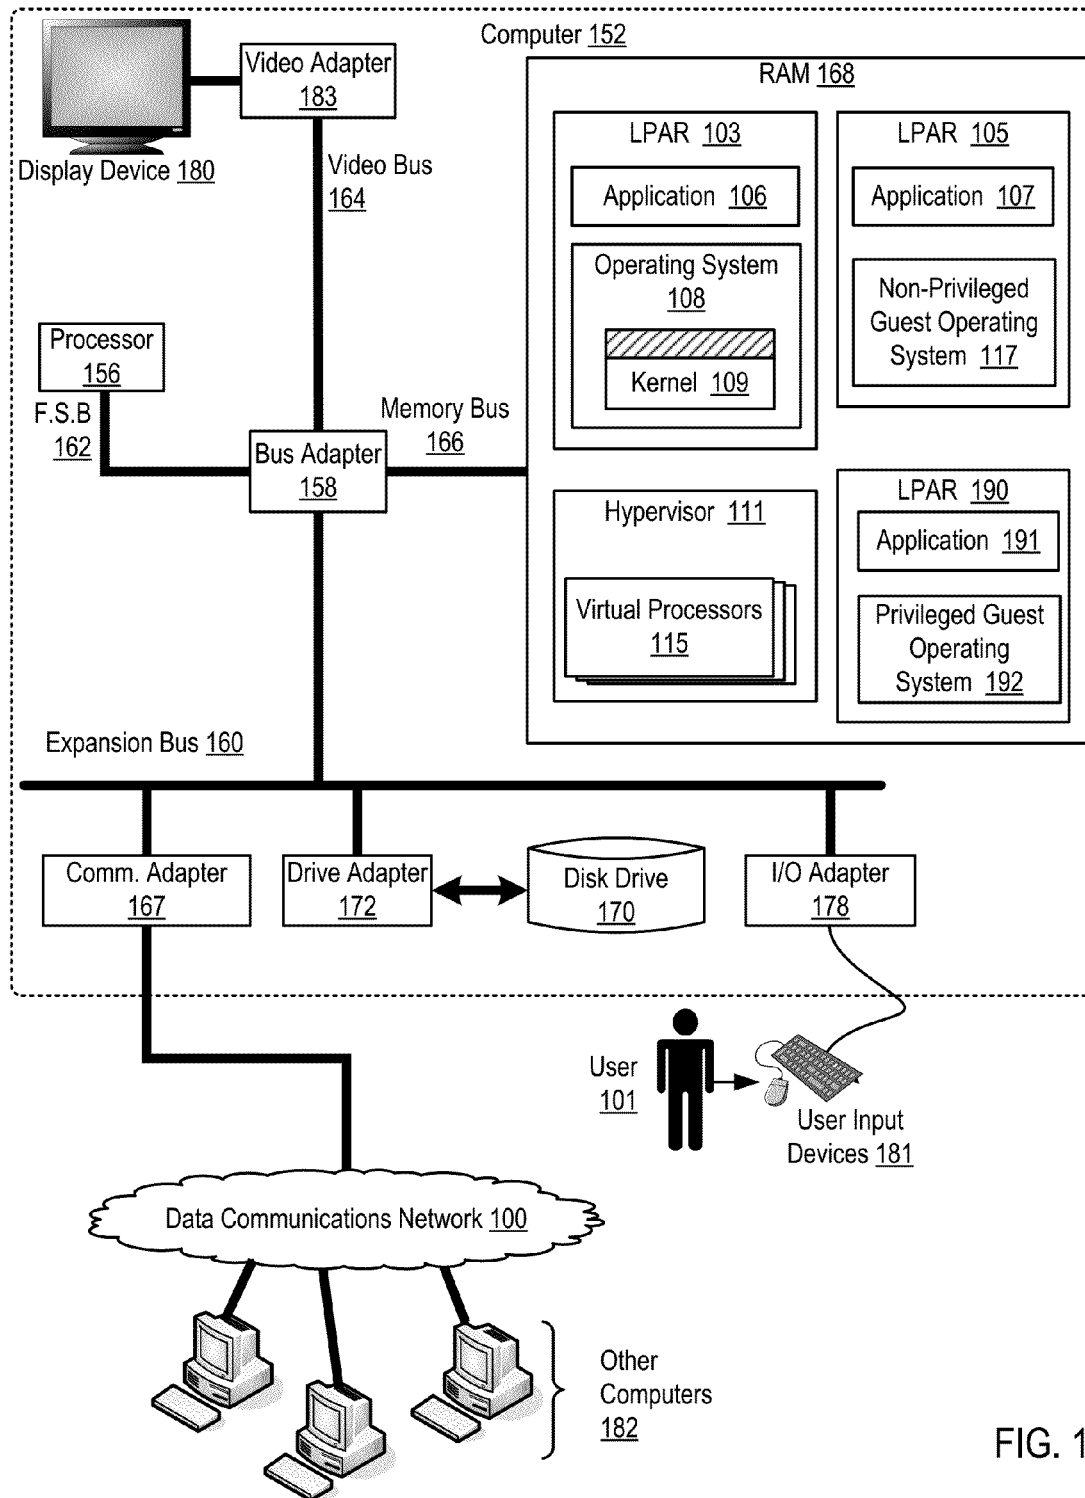 Computer 152
Video Adapter
183
Display Device 180
Video Bus
164
RAM 168
LPAR 103
Application 106
Operating System
108
Kernel 109
LPAR 105
Application 107
Non-Privileged
Guest Operating
System 117
Processor
156
F.S.B
162
Memory Bus
166
Bus Adapter
158
Hypervisor 111
Virtual Processors
115
LPAR 190
Application 191
Privileged Guest
Operating
System 192
Expansion Bus 160
Comm. Adapter
167
Drive Adapter
172
Disk Drive
170
I/O Adapter
178
User
101
User Input
Devices 181
Data Communications Network 100
Other
Computers
182
FIG. 1